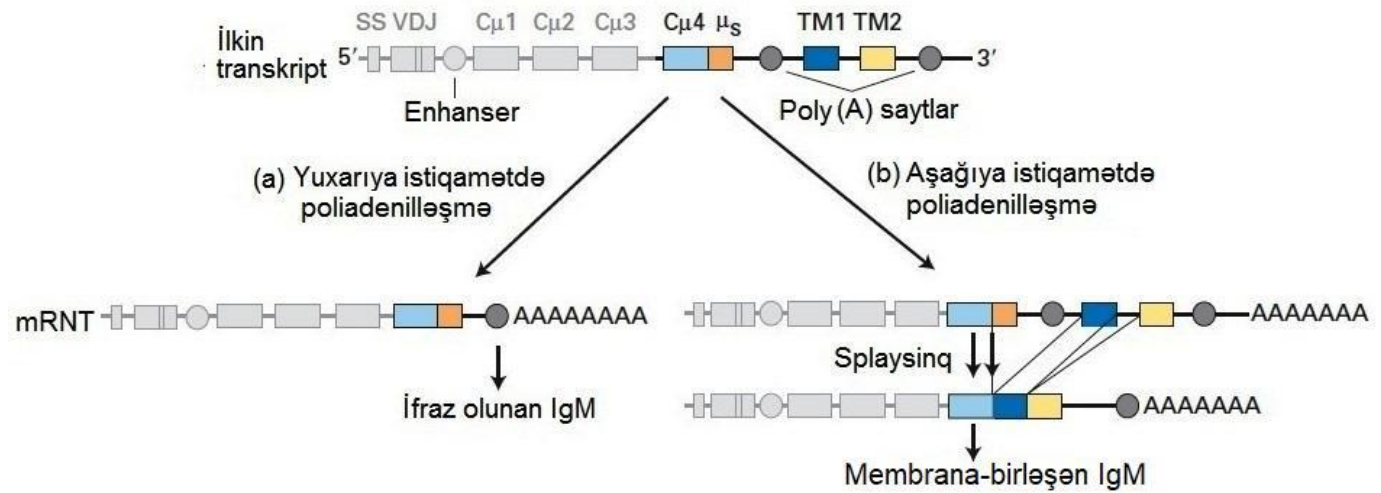 SS VDJ Cμ1 Cμ2 Cμ3 Cμ4 μS TM1 TM2
İlkin
transkript
5′ 3′
Enhanser
Poly (A) saytlar
(a) Yuxarıya istiqamətdə
poliadenilləşmə
(b) Aşağıya istiqamətdə
poliadenilləşmə
mRNT
AAAAAAAA
AAAAAAA
Splaysinq
İfraz olunan IgM
AAAAAAA
Membrana-birləşən IgM